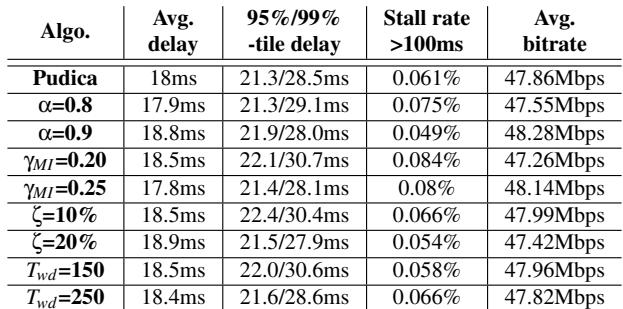 Algo. Avg. delay 95%/99% -tile delay Stall rate >100ms Avg. bitrate
Pudica 18ms 21.3/28.5ms 0.061% 47.86Mbps
α=0.8 17.9ms 21.3/29.1ms 0.075% 47.55Mbps
α=0.9 18.8ms 21.9/28.0ms 0.049% 48.28Mbps
γMI=0.20 18.5ms 22.1/30.7ms 0.084% 47.26Mbps
γMI=0.25 17.8ms 21.4/28.1ms 0.08% 48.14Mbps
ζ=10% 18.5ms 22.4/30.4ms 0.066% 47.99Mbps
ζ=20% 18.9ms 21.5/27.9ms 0.054% 47.42Mbps
Twd=150 18.5ms 22.0/30.6ms 0.058% 47.96Mbps
Twd=250 18.4ms 21.6/28.6ms 0.066% 47.82Mbps